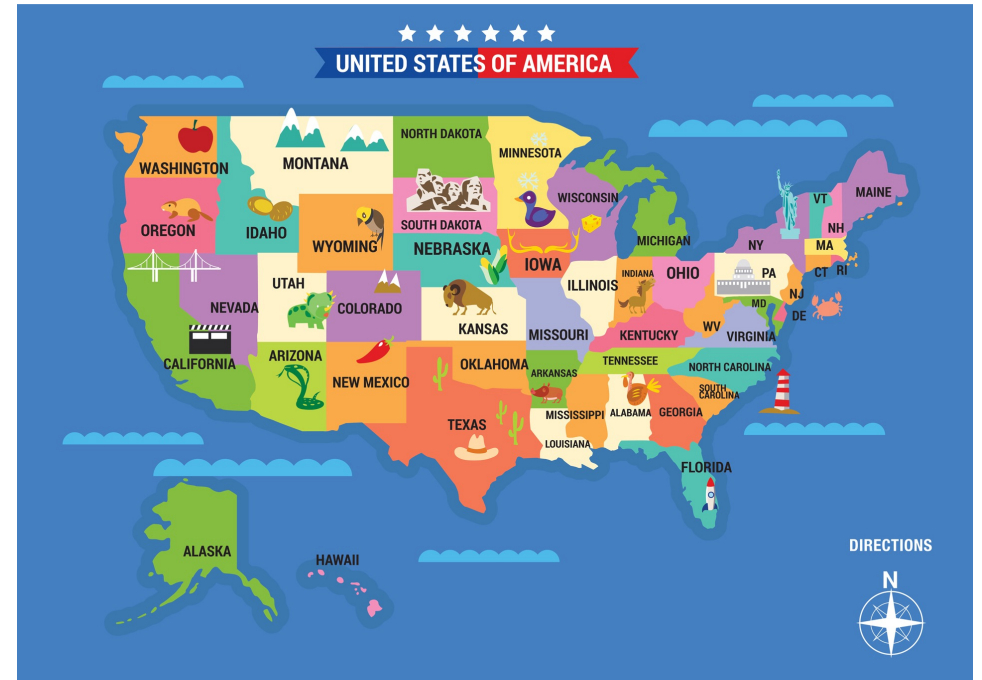 UNITED STATES OF AMERICA
NORTH DAKOTA
MINNESOTA
WASHINGTON
MONTANA
MAINE
WISCONSIN
VT
OREGON
IDAHO
SOUTH DAKOTA
NH
WYOMING
NEBRASKA
MICHIGAN
NY
MA
IOWA
CT
RI
INDIANA
OHIO
PA
UTAH
ILLINOIS
NJ
NEVADA
COLORADO
MD
DE
KANSAS
MISSOURI
KENTUCKY
WV
VIRGINIA
CALIFORNIA
ARIZONA
OKLAHOMA
TENNESSEE
NORTH CAROLINA
NEW MEXICO
ARKANSAS
SOUTH
CAROLINA
TEXAS
MISSISSIPPI
ALABAMA
GEORGIA
LOUISIANA
FLORIDA
ALASKA
HAWAII
DIRECTIONS
N